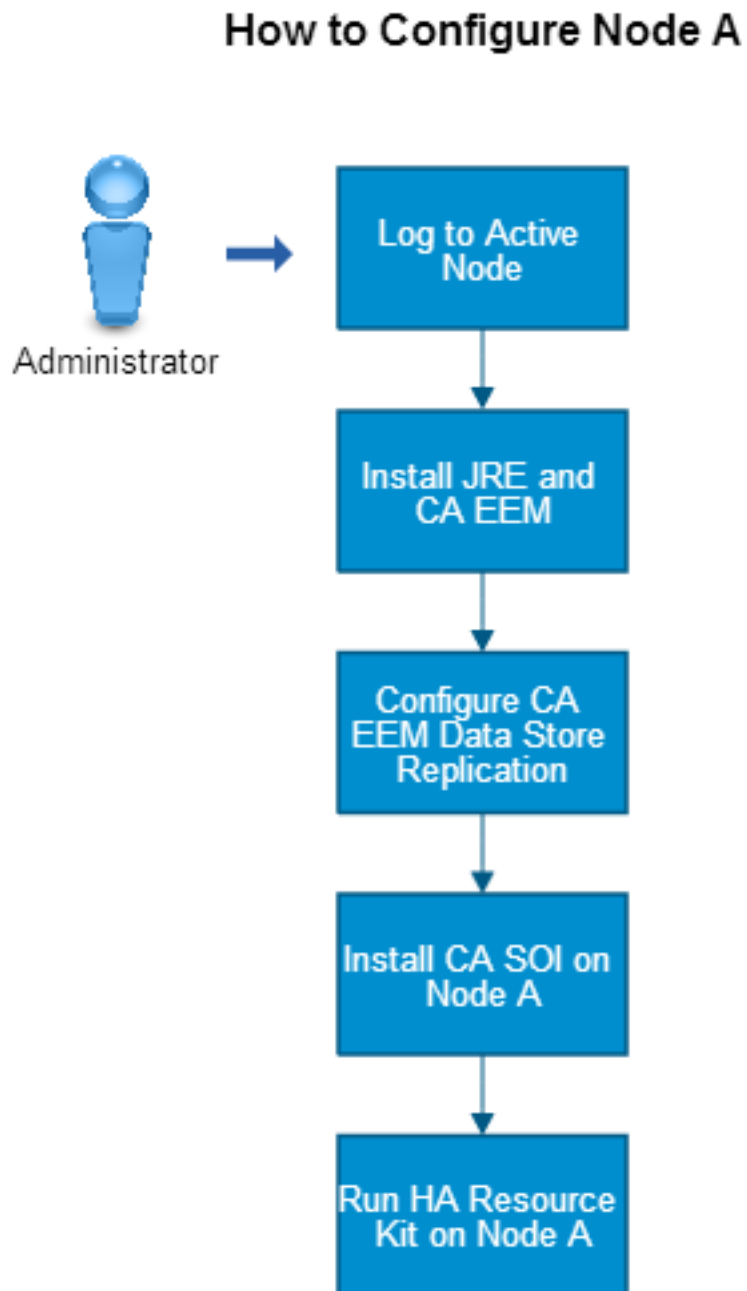 How to Configure Node A
Administrator
Log to Active
Node
Install JRE and
CA EEM
Configure CA
EEM Data Store
Replication
Install CA SOI on
Node A
Run HA Resource
Kit on Node A